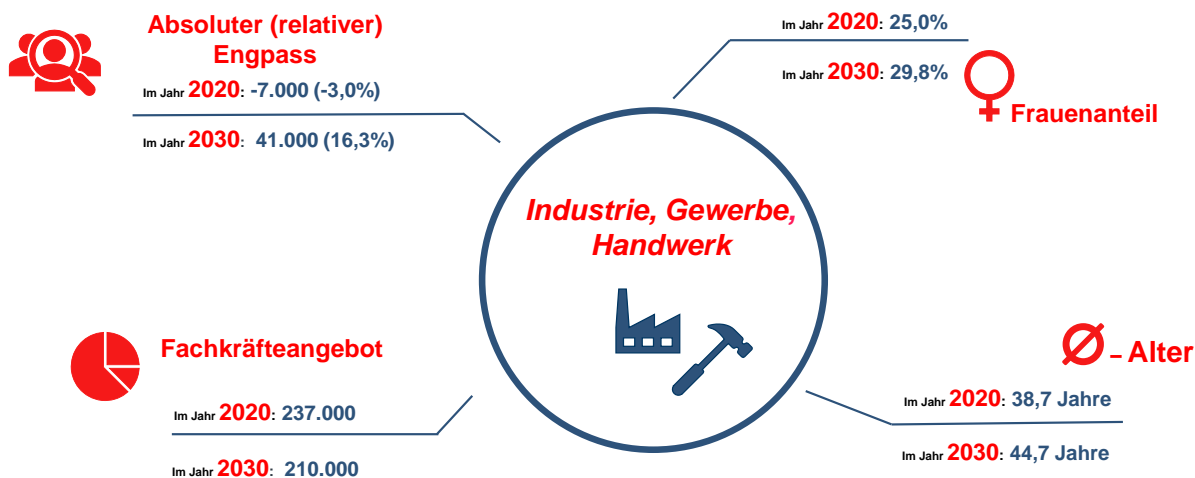 Absoluter (relativer)
Engpass
Im Jahr 2020: -7.000 (-3,0%)
Im Jahr 2030: 41.000 (16,3%)
Im Jahr 2020: 25,0%
Im Jahr 2030: 29,8%
Frauenanteil
Industrie, Gewerbe,
Handwerk
Fachkräfteangebot
Im Jahr 2020: 237.000
Im Jahr 2030: 210.000
Ø – Alter
Im Jahr 2020: 38,7 Jahre
Im Jahr 2030: 44,7 Jahre